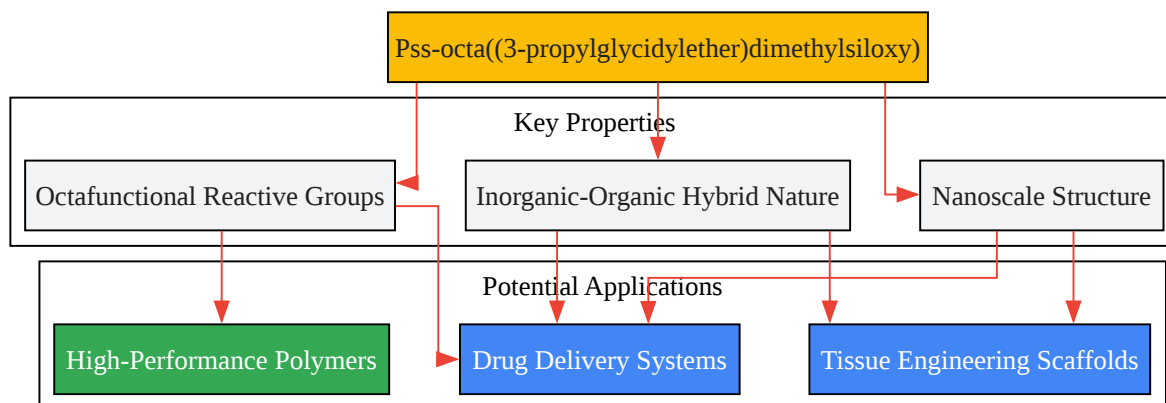 Pss-octa((3-propylglycidylether)dimethylsiloxy)
Key Properties
Octafunctional Reactive Groups
Inorganic-Organic Hybrid Nature
Nanoscale Structure
Potential Applications
High-Performance Polymers
Drug Delivery Systems
Tissue Engineering Scaffolds